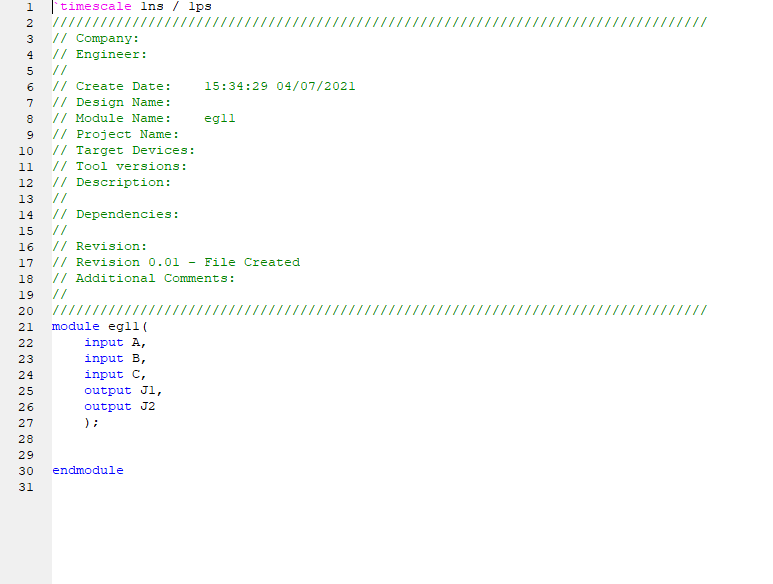 1 `timescale 1ns / 1ps
2 //////////////////////////////////////////////////////////////////////////////////
3 // Company:
4 // Engineer:
5 //
6 // Create Date:    15:34:29 04/07/2021
7 // Design Name:
8 // Module Name:    eg11
9 // Project Name:
10 // Target Devices:
11 // Tool versions:
12 // Description:
13 //
14 // Dependencies:
15 //
16 // Revision:
17 // Revision 0.01 - File Created
18 // Additional Comments:
19 //
20 //////////////////////////////////////////////////////////////////////////////////
21 module eg11(
22     input A,
23     input B,
24     input C,
25     output J1,
26     output J2
27     );
28
29
30 endmodule
31